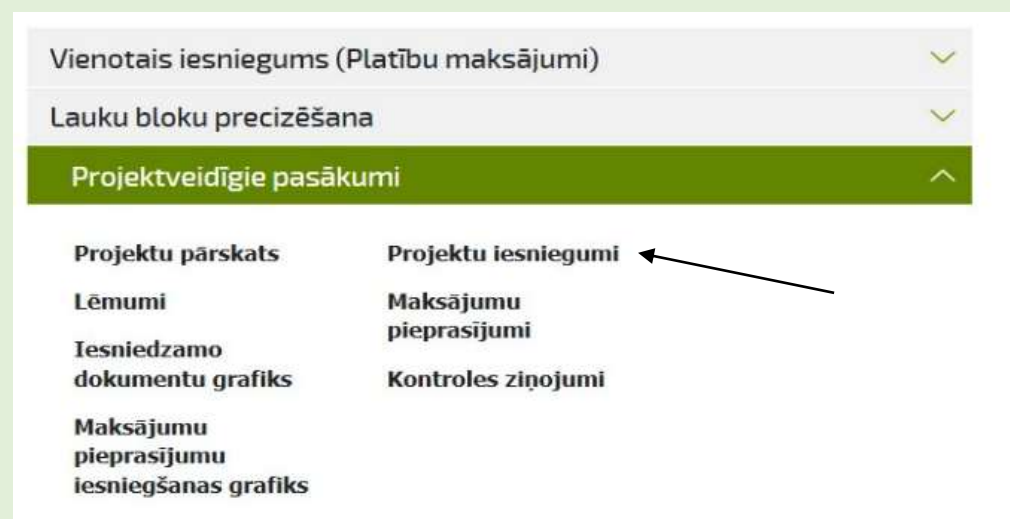 Vienotais iesniegums (Platību maksājumi)
Lauku bloku precizēšana
Projektveidīgie pasākumi
Projektu pārskats
Lēmumi
Iesniedzamo
dokumentu grafiks
Maksājumu
pieprasījumu
iesniegšanas grafiks
Projektu iesniegumi
Maksājumu
pieprasījumi
Kontroles ziņojumi